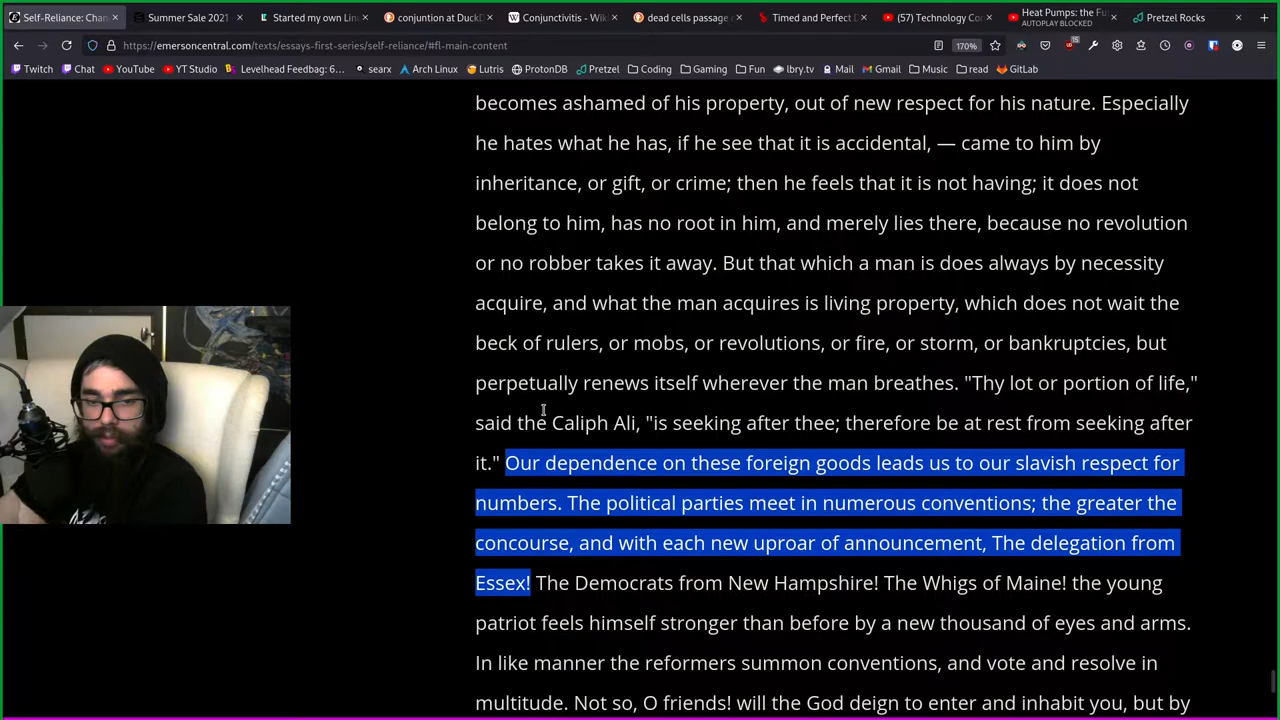 Self-Reliance: Chan
Summer Sale 2021
Started my own Lin
conjuntion at DuckD
Conjunctivitis - Wiki
dead cells passage
Timed and Perfect D
(57) Technology Co
Heat Pumps: the Fu
AUTOPLAY BLOCKED
Pretzel Rocks
https://emersoncentral.com/texts/essays-first-series/self-reliance/#fl-main-content
170%
15
Twitch
Chat
YouTube
YT Studio
Levelhead Feedbag: 6…
searx
Arch Linux
Lutris
ProtonDB
Pretzel
Coding
Gaming
Fun
lbry.tv
Mail
Gmail
Music
read
GitLab
becomes ashamed of his property, out of new respect for his nature. Especially
he hates what he has, if he see that it is accidental, — came to him by
inheritance, or gift, or crime; then he feels that it is not having; it does not
belong to him, has no root in him, and merely lies there, because no revolution
or no robber takes it away. But that which a man is does always by necessity
acquire, and what the man acquires is living property, which does not wait the
beck of rulers, or mobs, or revolutions, or fire, or storm, or bankruptcies, but
perpetually renews itself wherever the man breathes. "Thy lot or portion of life,"
said the Caliph Ali, "is seeking after thee; therefore be at rest from seeking after
it." Our dependence on these foreign goods leads us to our slavish respect for
numbers. The political parties meet in numerous conventions; the greater the
concourse, and with each new uproar of announcement, The delegation from
Essex! The Democrats from New Hampshire! The Whigs of Maine! the young
patriot feels himself stronger than before by a new thousand of eyes and arms.
In like manner the reformers summon conventions, and vote and resolve in
multitude. Not so, O friends! will the God deign to enter and inhabit you, but by